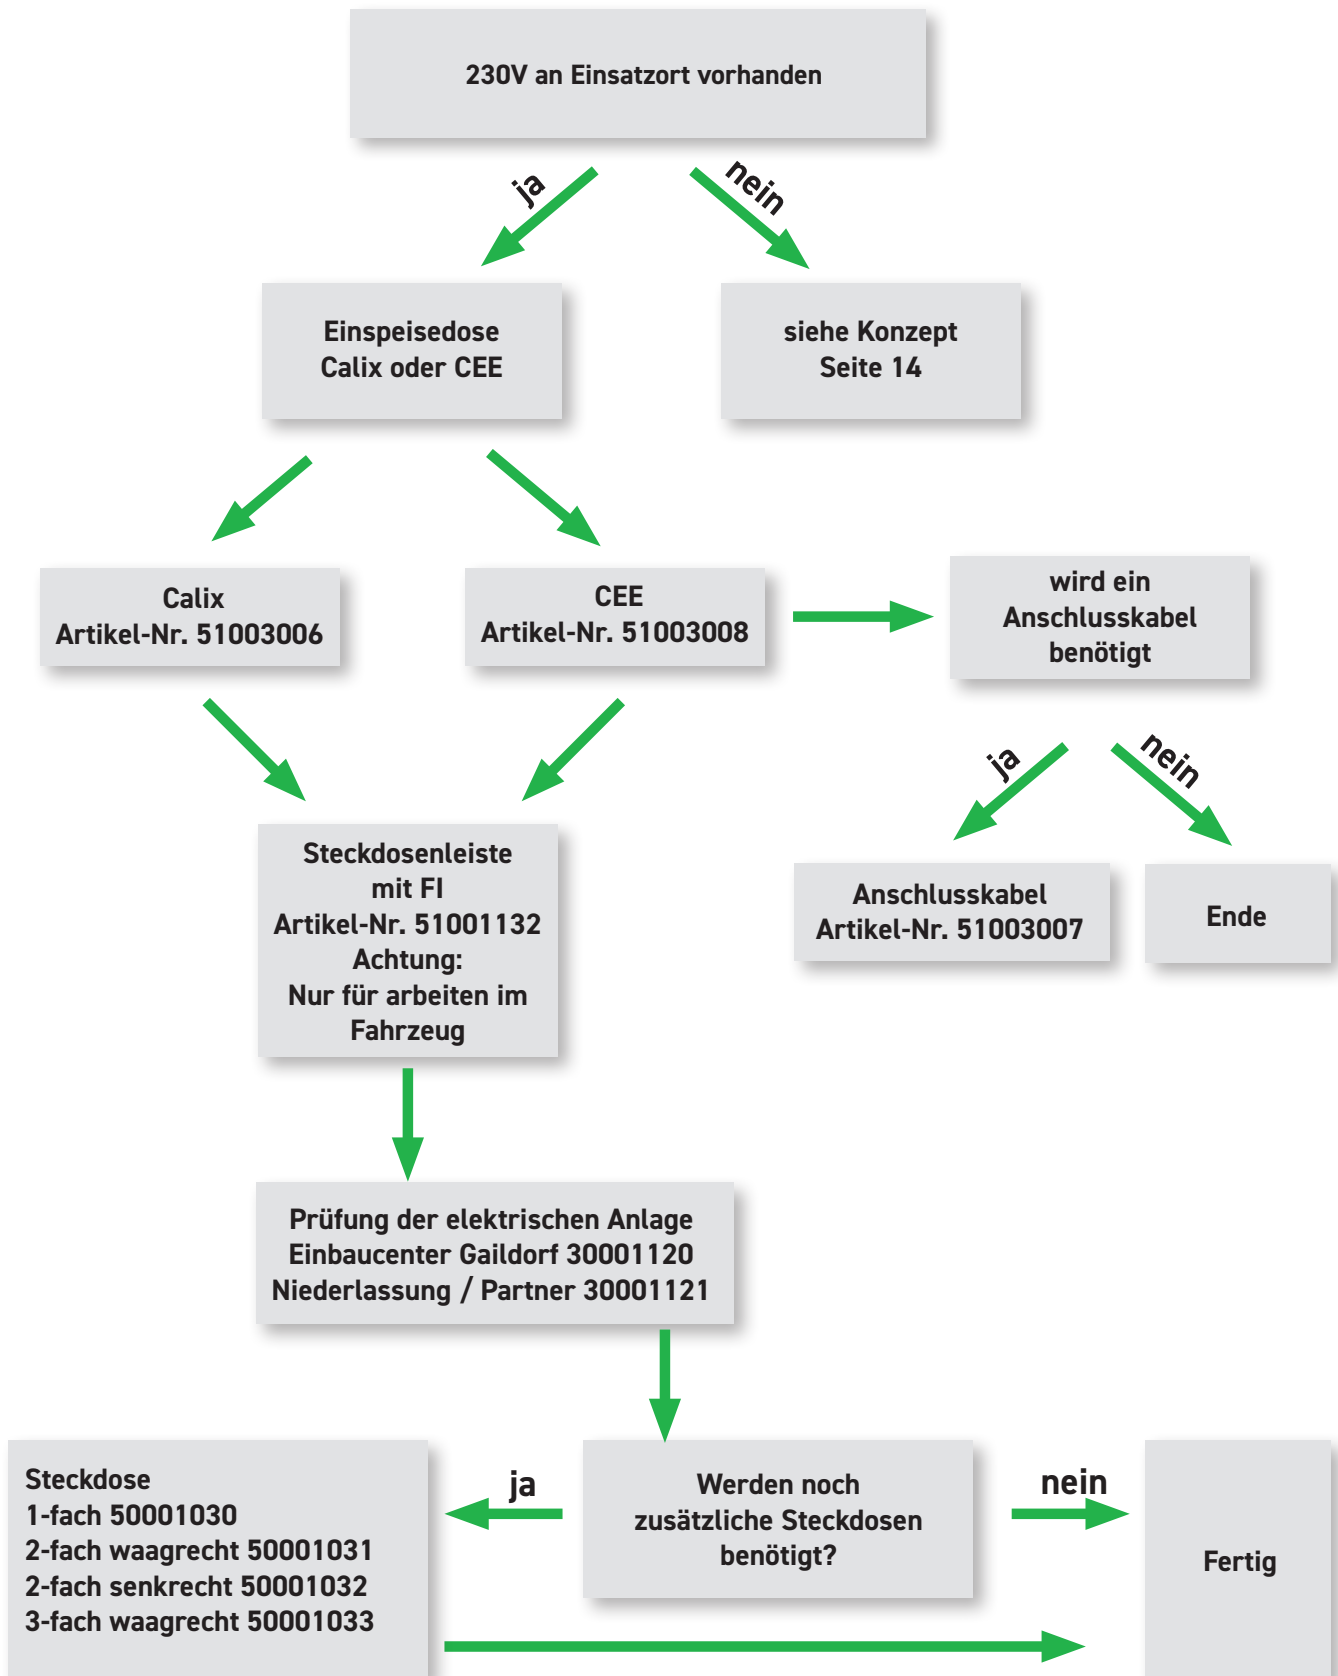 230V an Einsatzort vorhanden
ja
nein
Einspeisedose
Calix oder CEE
siehe Konzept
Seite 14
Calix
Artikel-Nr. 51003006
CEE
Artikel-Nr. 51003008
wird ein
Anschlusskabel
benötigt
ja
nein
Steckdosenleiste
mit FI
Artikel-Nr. 51001132
Achtung:
Nur für arbeiten im
Fahrzeug
Anschlusskabel
Artikel-Nr. 51003007
Ende
Prüfung der elektrischen Anlage
Einbaucenter Gaildorf 30001120
Niederlassung / Partner 30001121
Steckdose
1-fach 50001030
2-fach waagrecht 50001031
2-fach senkrecht 50001032
3-fach waagrecht 50001033
ja
Werden noch
zusätzliche Steckdosen
benötigt?
nein
Fertig